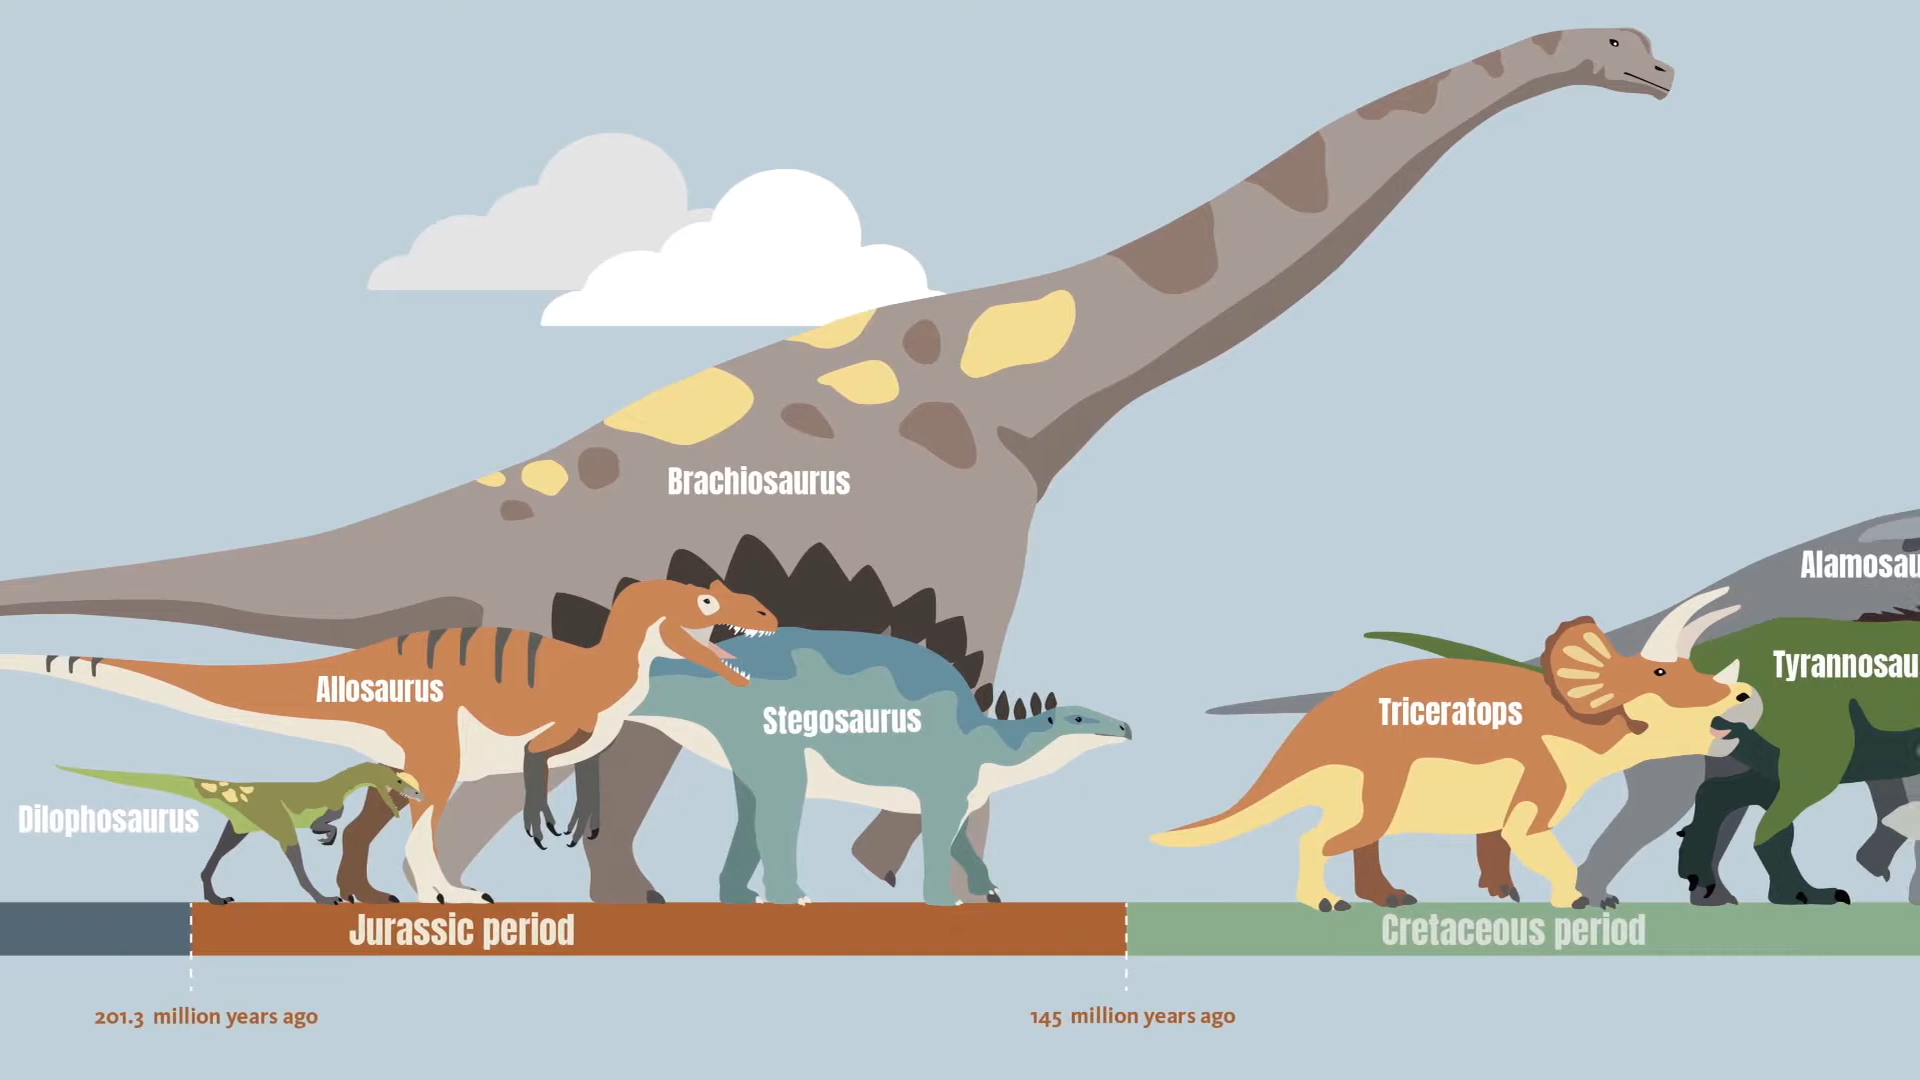 Brachiosaurus
Alamosau
Tyrannosau
Allosaurus
Stegosaurus
Triceratops
Dilophosaurus
Jurassic period
Cretaceous period
201.3 million years ago
145 million years ago